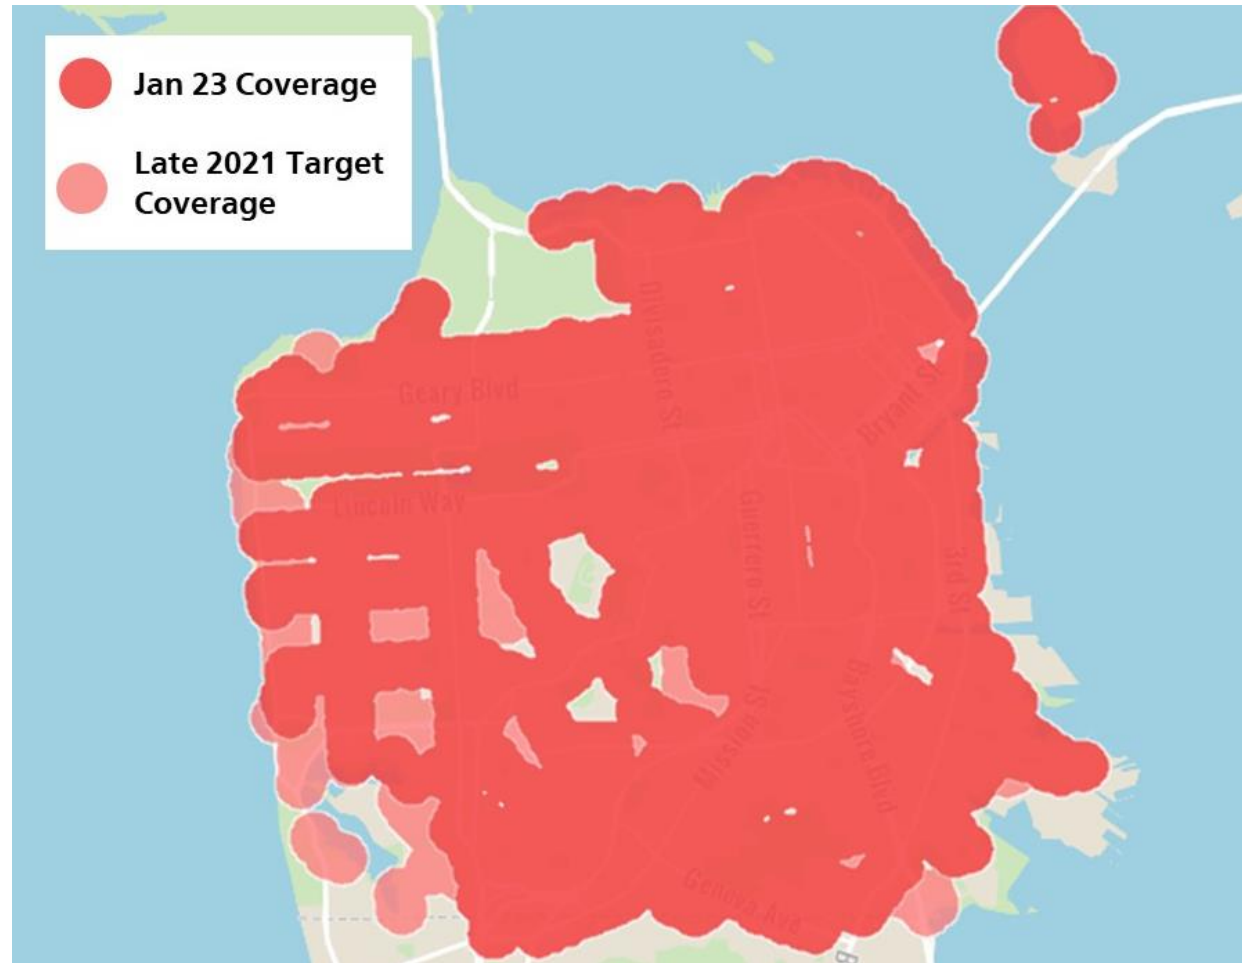 Jan 23 Coverage
Late 2021 Target
Coverage
Divisadero St
Geary Blvd
Bryant St
Lincoln Way
Guerrero St
3rd St
Mission St
Bayshore Blvd
Geneva Ave
B